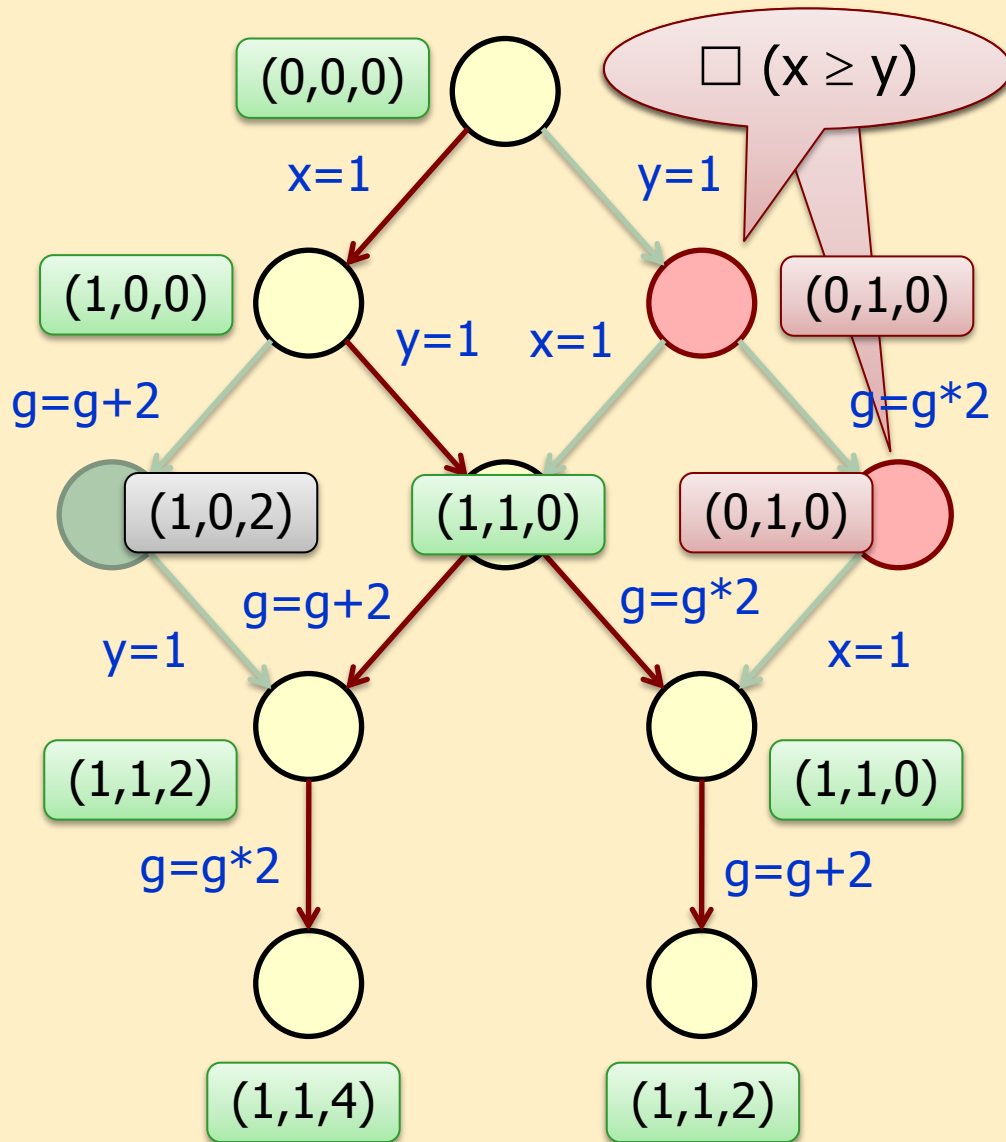 (0,0,0)
□ (x ≥ y)
x=1
y=1
(1,0,0)
(0,1,0)
y=1
x=1
g=g+2
g=g*2
(1,0,2)
(1,1,0)
(0,1,0)
g=g+2
g=g*2
y=1
x=1
(1,1,2)
(1,1,0)
g=g*2
g=g+2
(1,1,4)
(1,1,2)